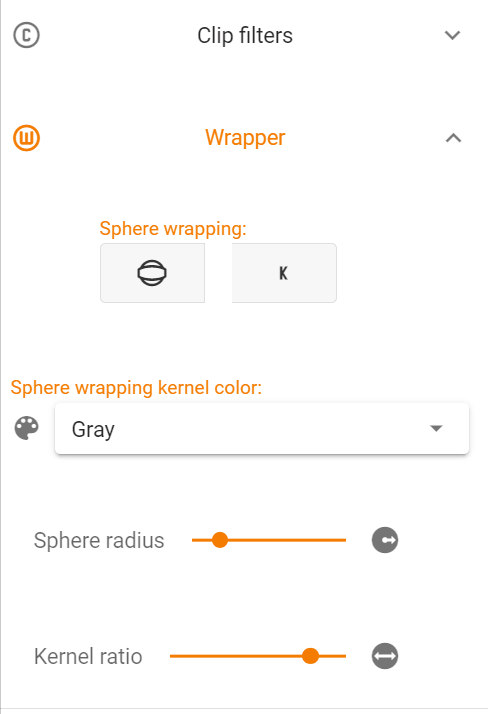 C
Clip filters
W
Wrapper
Sphere wrapping:
K
Sphere wrapping kernel color:
Gray
Sphere radius
Kernel ratio